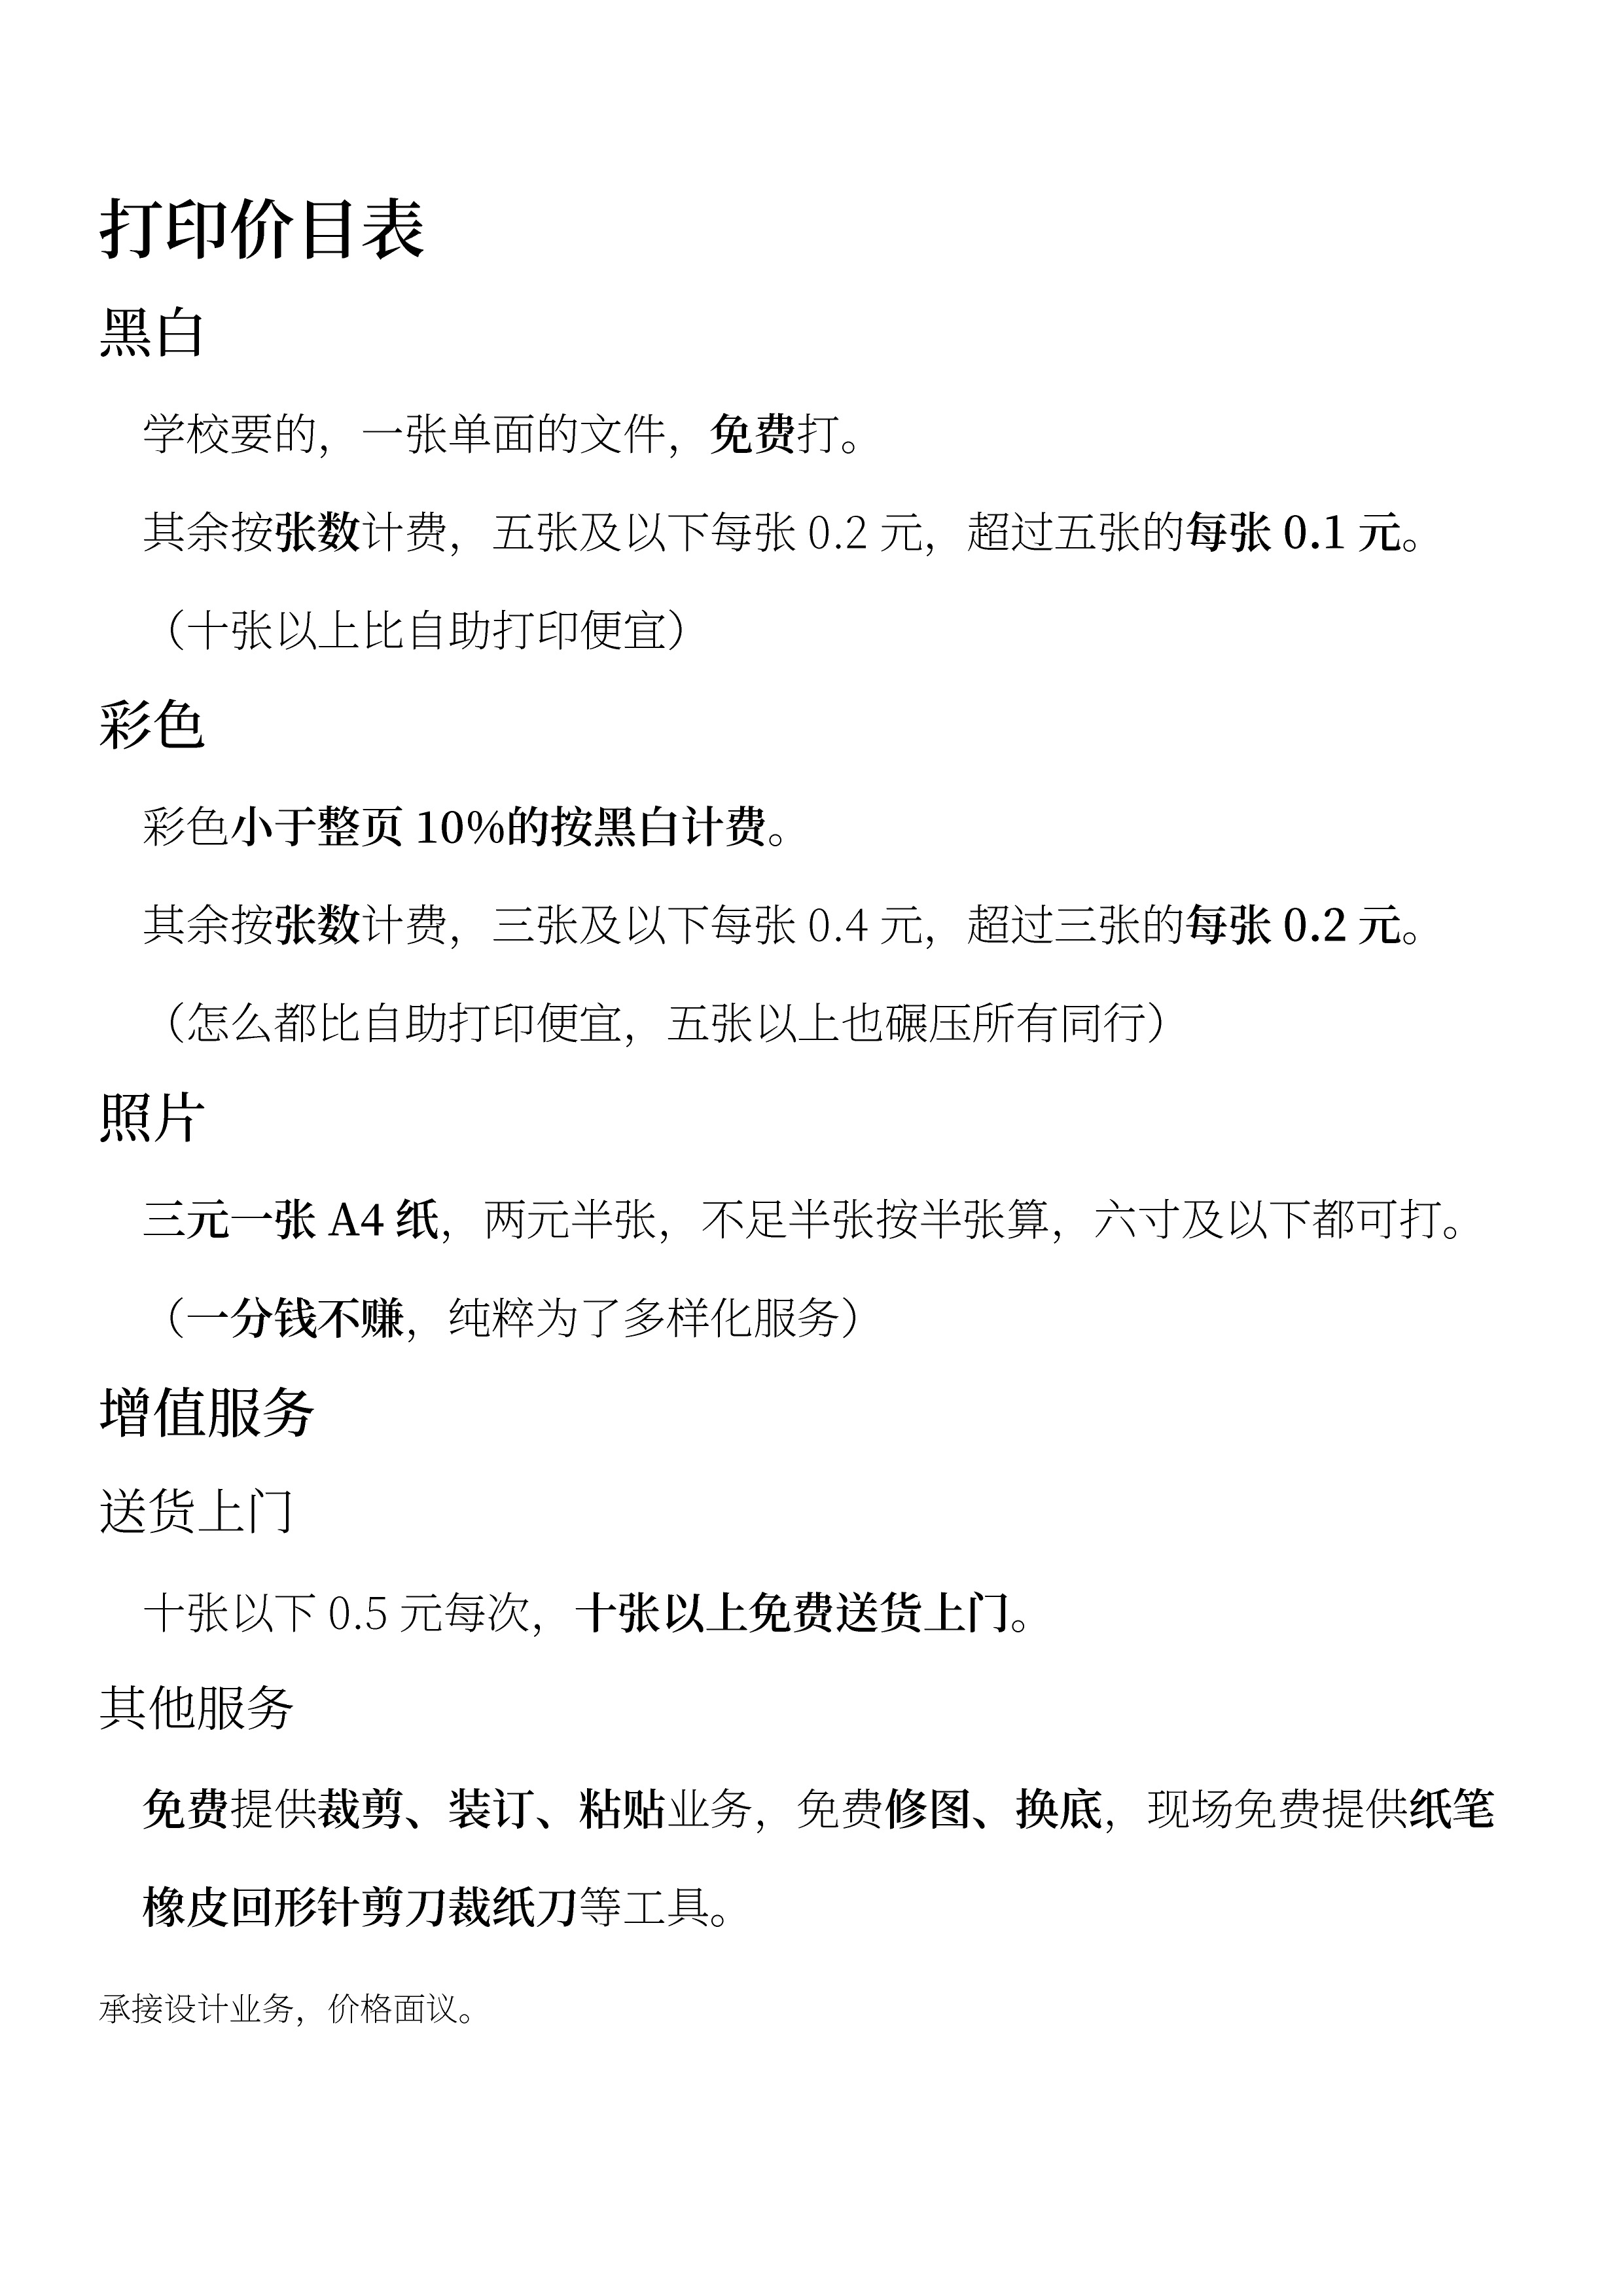 打印价目表
黑白
学校要的，一张单面的文件，免费打。
其余按张数计费，五张及以下每张 0.2 元，超过五张的每张 0.1 元。
（十张以上比自助打印便宜）
彩色
彩色小于整页 10%的按黑白计费。
其余按张数计费，三张及以下每张 0.4 元，超过三张的每张 0.2 元。
（怎么都比自助打印便宜，五张以上也碾压所有同行）
照片
三元一张 A4 纸，两元半张，不足半张按半张算，六寸及以下都可打。
（一分钱不赚，纯粹为了多样化服务）
增值服务
送货上门
十张以下 0.5 元每次，十张以上免费送货上门。
其他服务
免费提供裁剪、装订、粘贴业务，免费修图、换底，现场免费提供纸笔
橡皮回形针剪刀裁纸刀等工具。
承接设计业务，价格面议。